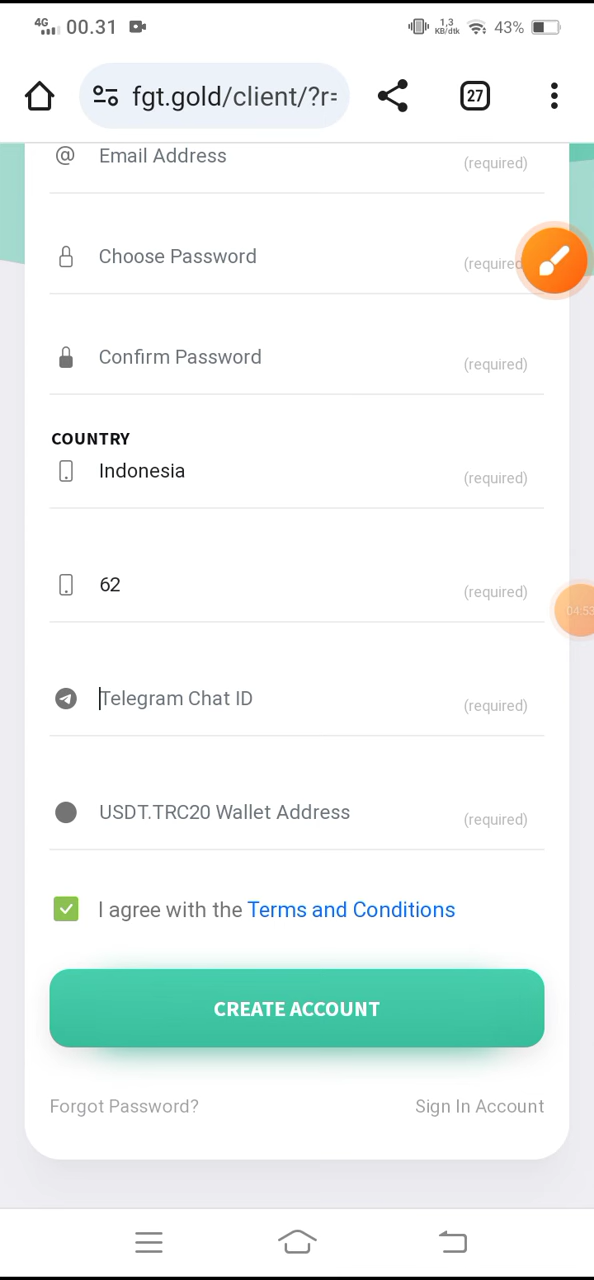 4G 00.31 1,3 KB/dtk 43%
fgt.gold/client/?r=
27
@ Email Address (required)
Choose Password (required
Confirm Password (required)
COUNTRY
Indonesia (required)
62 (required)
04:53
Telegram Chat ID (required)
USDT.TRC20 Wallet Address (required)
I agree with the Terms and Conditions
CREATE ACCOUNT
Forgot Password? Sign In Account